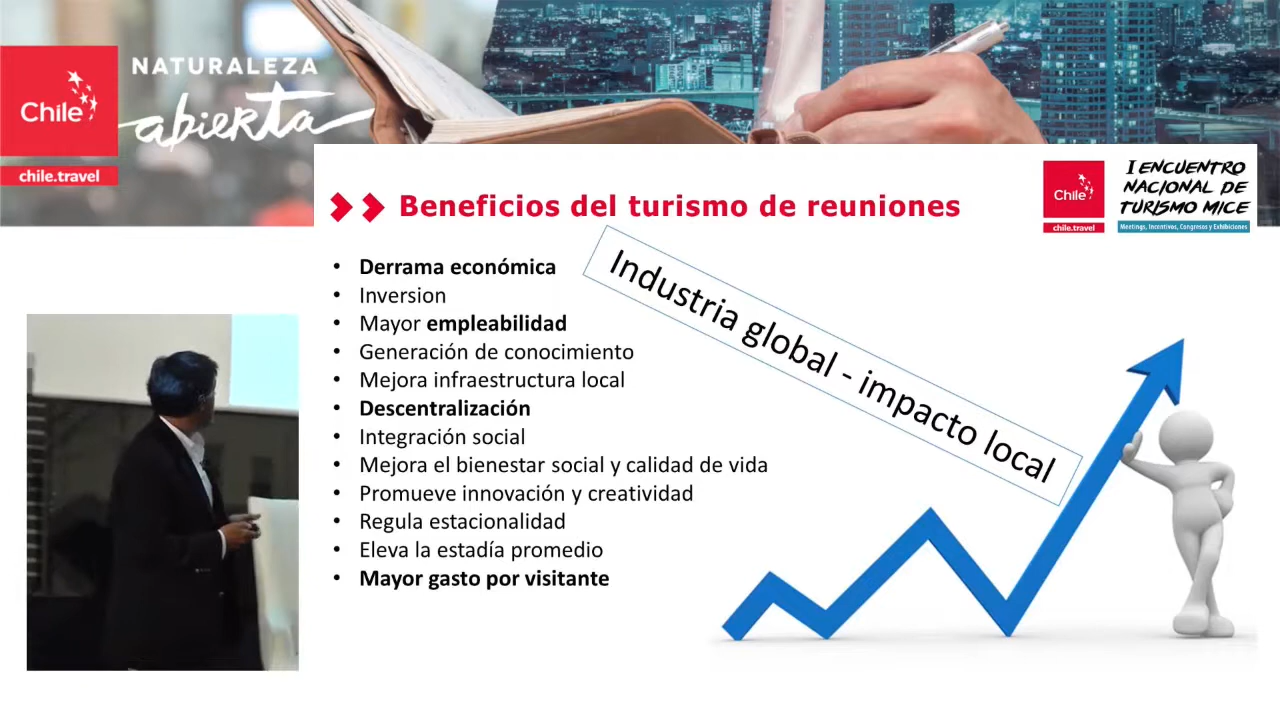 NATURALEZA
abierta
Chile
chile.travel
Beneficios del turismo de reuniones
Chile
chile.travel
I ENCUENTRO
NACIONAL DE
TURISMO MICE
Meetings, Incentivos, Congresos y Exhibiciones
Industria global - impacto local
• Derrama económica
• Inversion
• Mayor empleabilidad
• Generación de conocimiento
• Mejora infraestructura local
• Descentralización
• Integración social
• Mejora el bienestar social y calidad de vida
• Promueve innovación y creatividad
• Regula estacionalidad
• Eleva la estadía promedio
• Mayor gasto por visitante